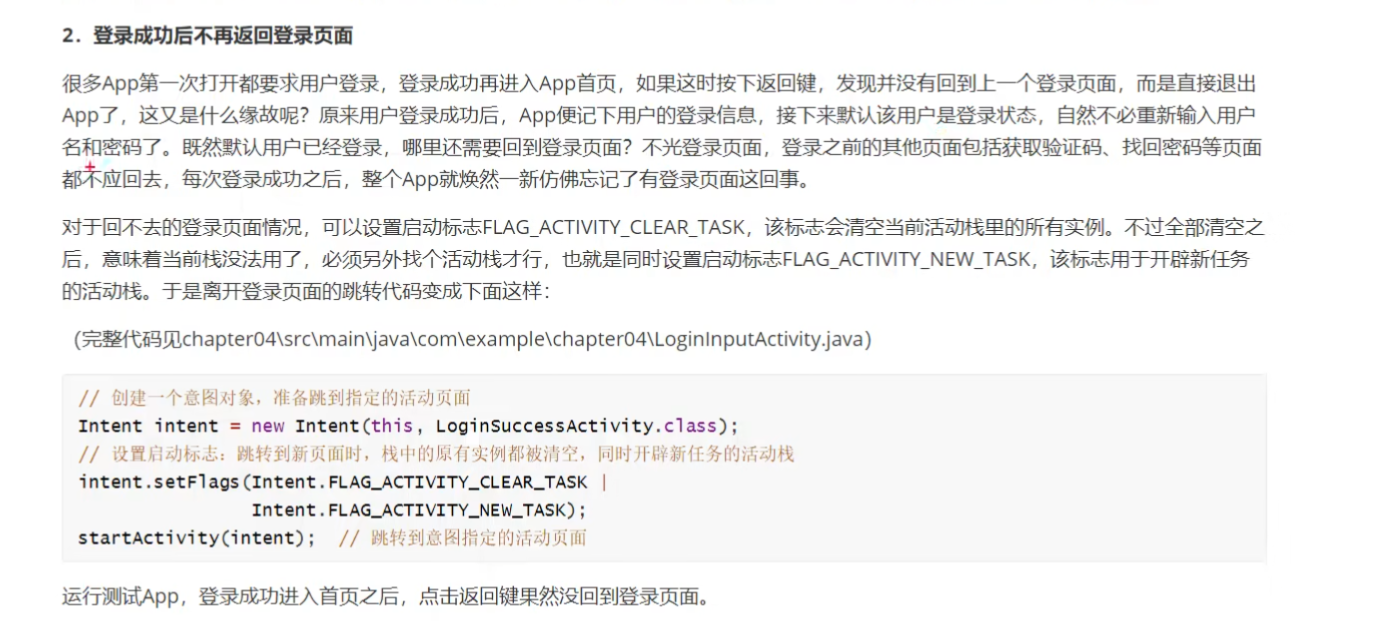 2．登录成功后不再返回登录页面
很多App第一次打开都要求用户登录，登录成功再进入App首页，如果这时按下返回键，发现并没有回到上一个登录页面，而是直接退出
App了，这又是什么缘故呢？原来用户登录成功后，App便记下用户的登录信息，接下来默认该用户是登录状态，自然不必重新输入用户
名和密码了。既然默认用户已经登录，哪里还需要回到登录页面？不光登录页面，登录之前的其他页面包括获取验证码、找回密码等页面
都不应回去，每次登录成功之后，整个App就焕然一新仿佛忘记了有登录页面这回事。
对于回不去的登录页面情况，可以设置启动标志FLAG_ACTIVITY_CLEAR_TASK，该标志会清空当前活动栈里的所有实例。不过全部清空之
后，意味着当前栈没法用了，必须另外找个活动栈才行，也就是同时设置启动标志FLAG_ACTIVITY_NEW_TASK，该标志用于开辟新任务
的活动栈。于是离开登录页面的跳转代码变成下面这样：
（完整代码见chapter04\src\main\java\com\example\chapter04\LoginInputActivity.java）
// 创建一个意图对象，准备跳到指定的活动页面
Intent intent = new Intent(this, LoginSuccessActivity.class);
// 设置启动标志：跳转到新页面时，栈中的原有实例都被清空，同时开辟新任务的活动栈
intent.setFlags(Intent.FLAG_ACTIVITY_CLEAR_TASK |
Intent.FLAG_ACTIVITY_NEW_TASK);
startActivity(intent);  // 跳转到意图指定的活动页面
运行测试App，登录成功进入首页之后，点击返回键果然没回到登录页面。